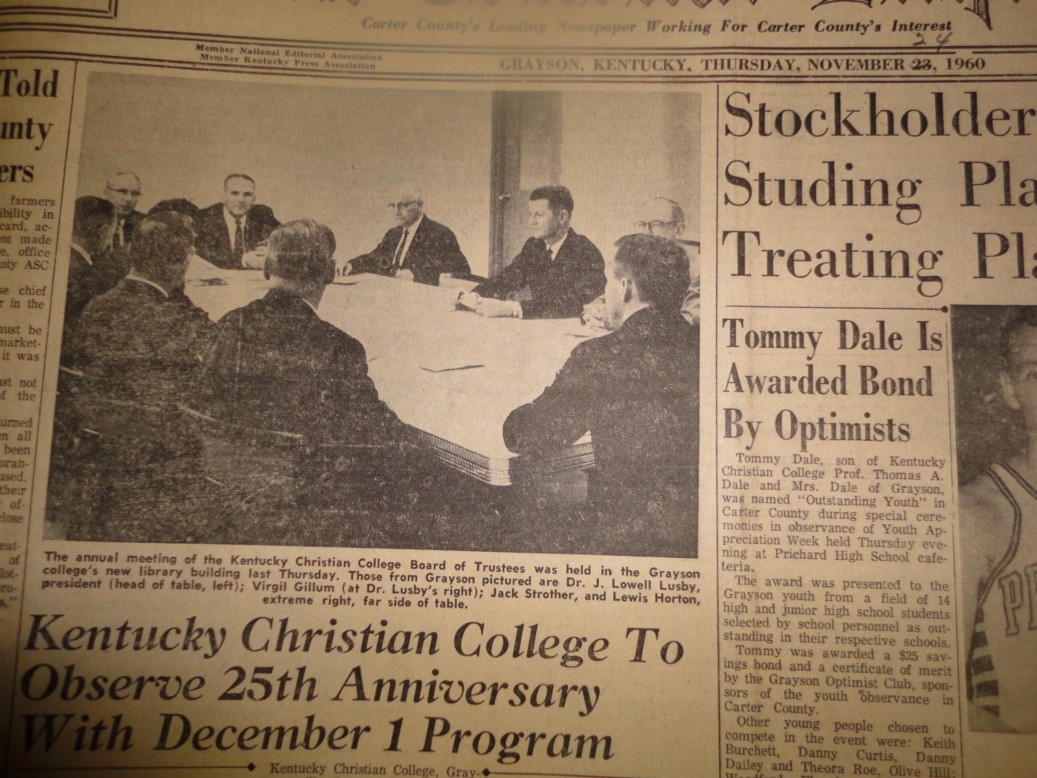 Carter County's Leading Newspaper Working For Carter County's Interest
24
Member National Editorial Association
Member Kentucky Press Association
GRAYSON, KENTUCKY, THURSDAY, NOVEMBER 23, 1960
Told
unty
ers
farmers
ibility in
card, ac-
ent made
e, office
nty ASC
se chief
r in the
ust be
market-
it was
ust not
of the
urned
en all
been
oran-
used.
their
of-
close
eat-
of
lot-
pro-
The annual meeting of the Kentucky Christian College Board of Trustees was held in the Grayson
college's new library building last Thursday. Those from Grayson pictured are Dr. J. Lowell Lusby,
president (head of table, left); Virgil Gillum (at Dr. Lusby's right); Jack Strother, and Lewis Horton,
extreme right, far side of table.
Kentucky Christian College To
Observe 25th Anniversary
With December 1 Program
Kentucky Christian College, Gray-
Stockholder
Studing Pla
Treating Pla
Tommy Dale Is
Awarded Bond
By Optimists
Tommy Dale, son of Kentucky
Christian College Prof. Thomas A.
Dale and Mrs. Dale of Grayson,
was named "Outstanding Youth" in
Carter County during special cere-
monies in observance of Youth Ap-
preciation Week held Thursday eve-
ning at Prichard High School cafe-
teria.
The award was presented to the
Grayson youth from a field of 14
high and junior high school students
selected by school personnel as out-
standing in their respective schools.
Tommy was awarded a $25 sav-
ings bond and a certificate of merit
by the Grayson Optimist Club, spon-
sors of the youth observance in
Carter County.
Other young people chosen to
compete in the event were: Keith
Burchett, Danny Curtis, Danny
Dailey and Theora Roe, Olive Hill;
PR